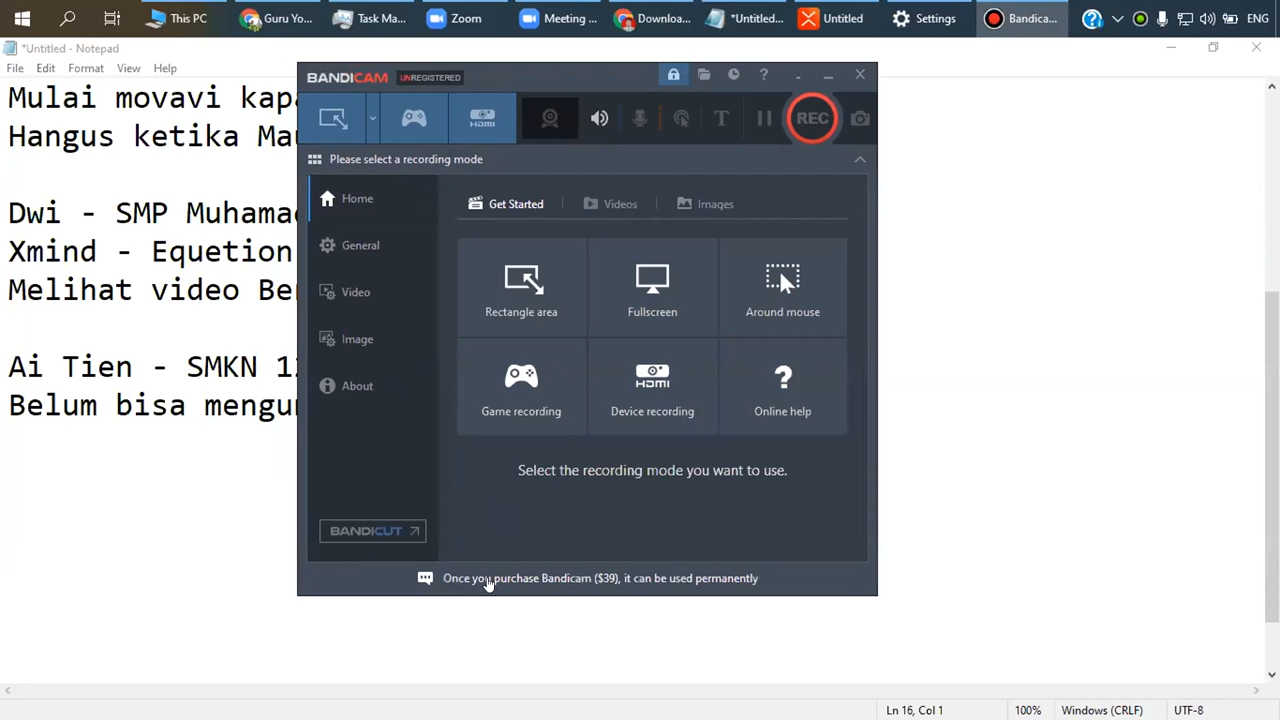 This PC
Guru Yo...
Task Ma...
Zoom
Meeting ...
Downloa...
*Untitled...
Untitled
Settings
Bandica...
ENG
*Untitled - Notepad
File Edit Format View Help
Mulai movavi kapa
Hangus ketika Ma
Dwi - SMP Muhamad
Xmind - Equetion
Melihat video Be
Ai Tien - SMKN 1
Belum bisa mengu
BANDICAM UNREGISTERED
HDMI
T
REC
Please select a recording mode
Home
General
Video
Image
About
BANDICUT
Get Started
Videos
Images
Rectangle area
Fullscreen
Around mouse
Game recording
HDMI
Device recording
Online help
Select the recording mode you want to use.
Once you purchase Bandicam ($39), it can be used permanently
Ln 16, Col 1
100%
Windows (CRLF)
UTF-8